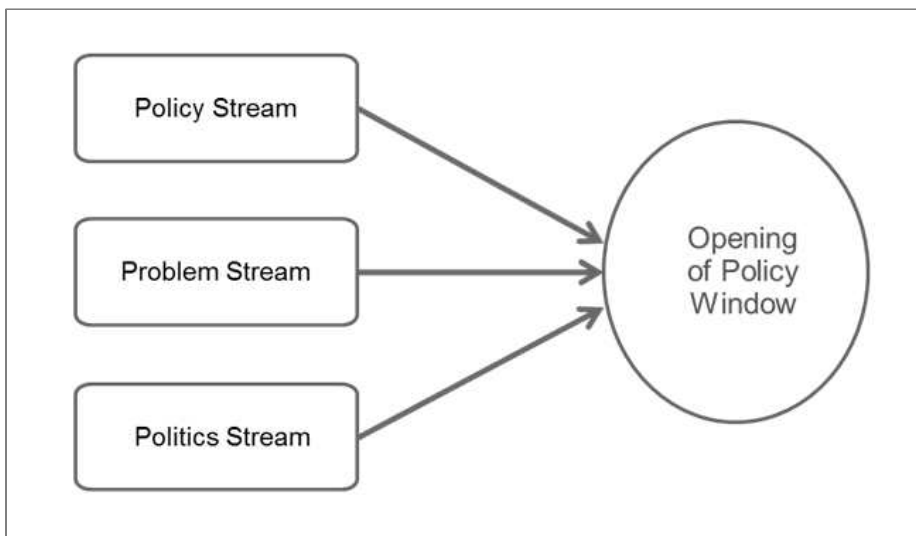 Policy Stream
Problem Stream
Politics Stream
Opening
of Policy
Window